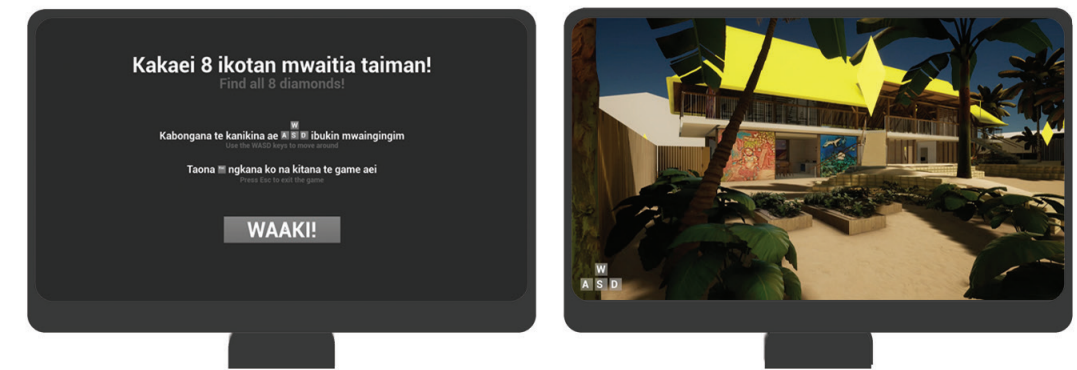 Kakaei 8 ikotan mwaitia taiman!
Find all 8 diamonds!
W
Kabongana te kanikina ae A S D ibukin mwaingingim
Use the WASD keys to move around
Taona ngkana ko na kitana te game aei
Press Esc to exit the game
WAAKI!
W
A S D